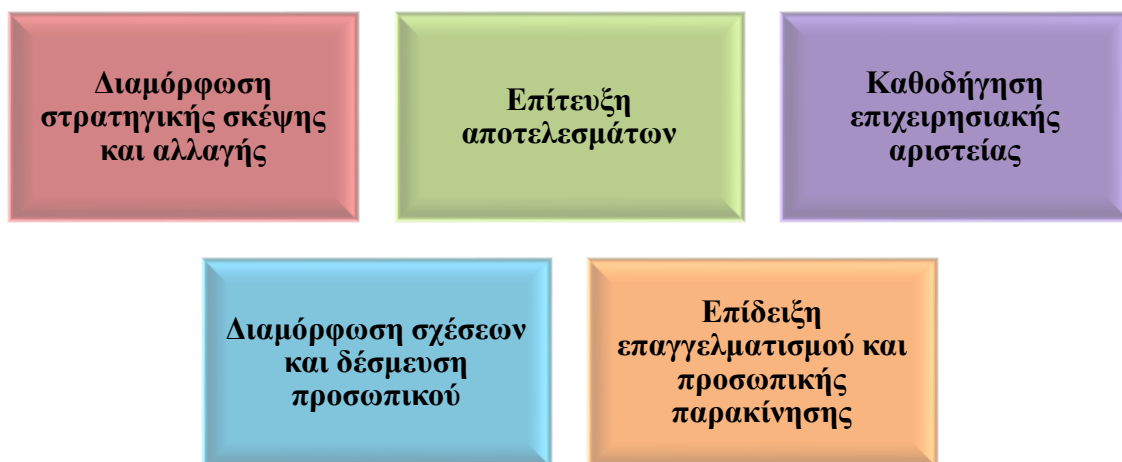 Διαμόρφωση
στρατηγικής σκέψης
και αλλαγής
Επίτευξη
αποτελεσμάτων
Καθοδήγηση
επιχειρησιακής
αριστείας
Διαμόρφωση σχέσεων
και δέσμευση
προσωπικού
Επίδειξη
επαγγελματισμού και
προσωπικής
παρακίνησης